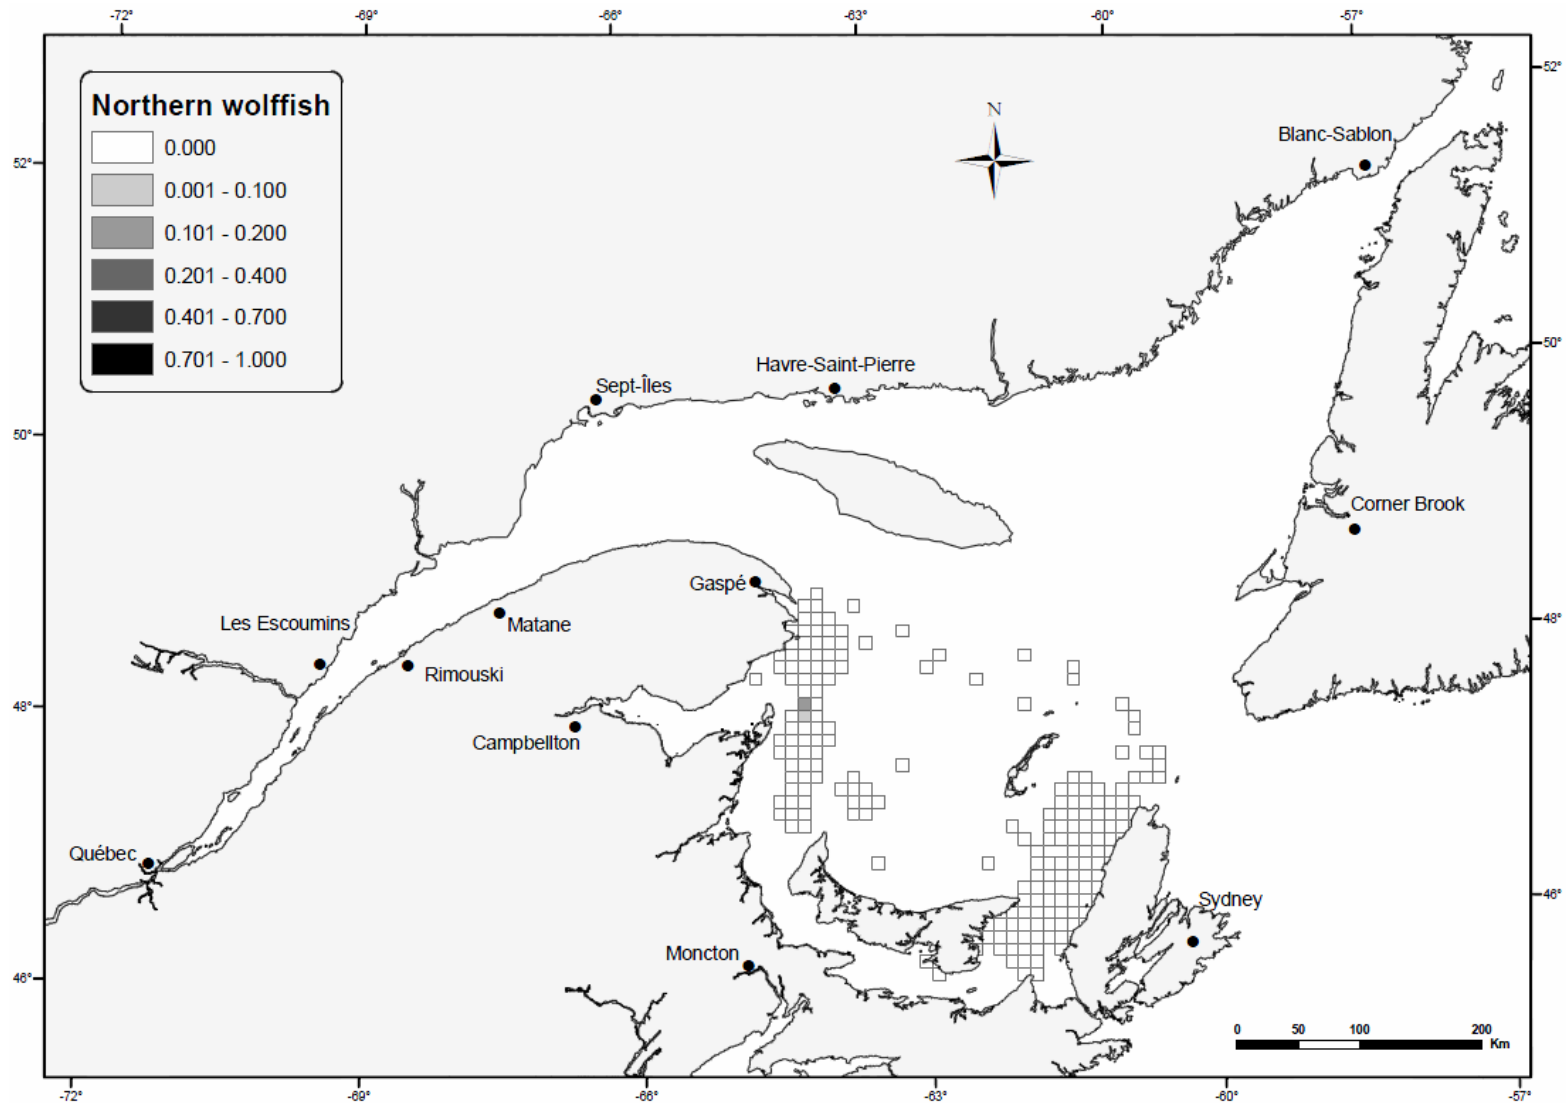 -72° -69° -66° -63° -60° -57°
Northern wolffish
0.000
0.001 - 0.100
0.101 - 0.200
0.201 - 0.400
0.401 - 0.700
0.701 - 1.000
N
52°
52°
Blanc-Sablon
50°
Havre-Saint-Pierre
Sept-Îles
50°
Corner Brook
Gaspé
48°
Les Escoumins
Matane
Rimouski
48°
Campbellton
Québec
46°
Sydney
Moncton
46°
0 50 100 200
Km
-72° -69° -66° -63° -60° -57°